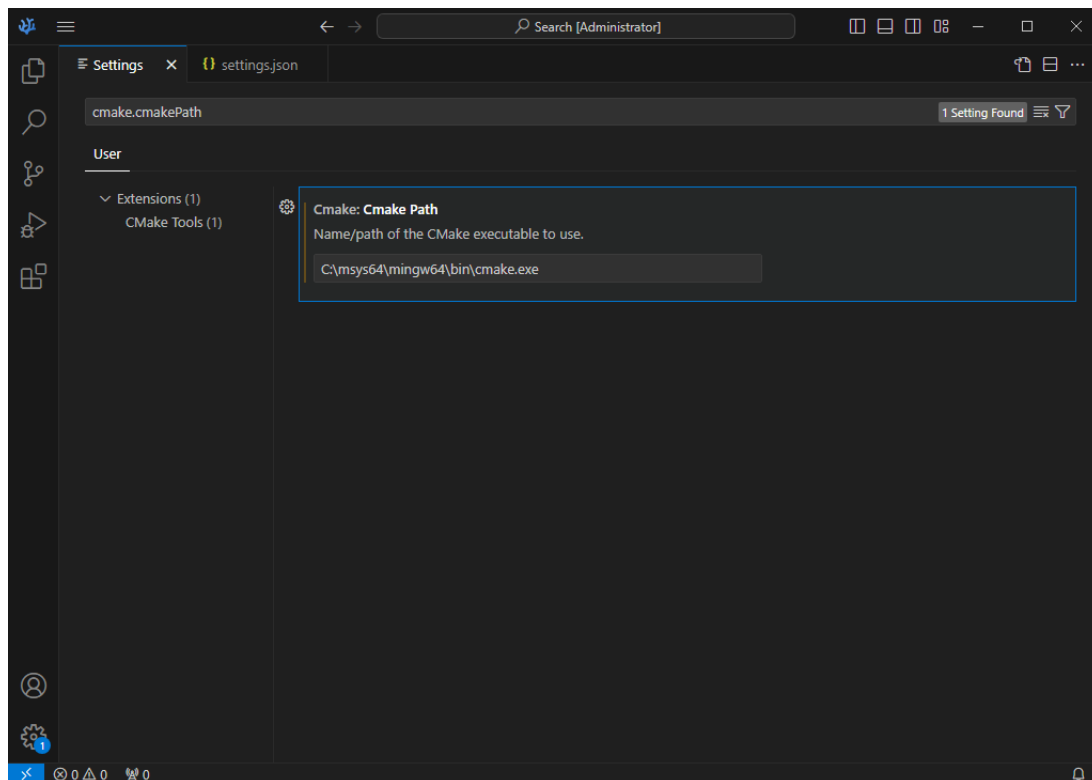 Search [Administrator]
Settings
settings.json
cmake.cmakePath
1 Setting Found
User
Extensions (1)
CMake Tools (1)
Cmake: Cmake Path
Name/path of the CMake executable to use.
C:\msys64\mingw64\bin\cmake.exe
1
0 0 0